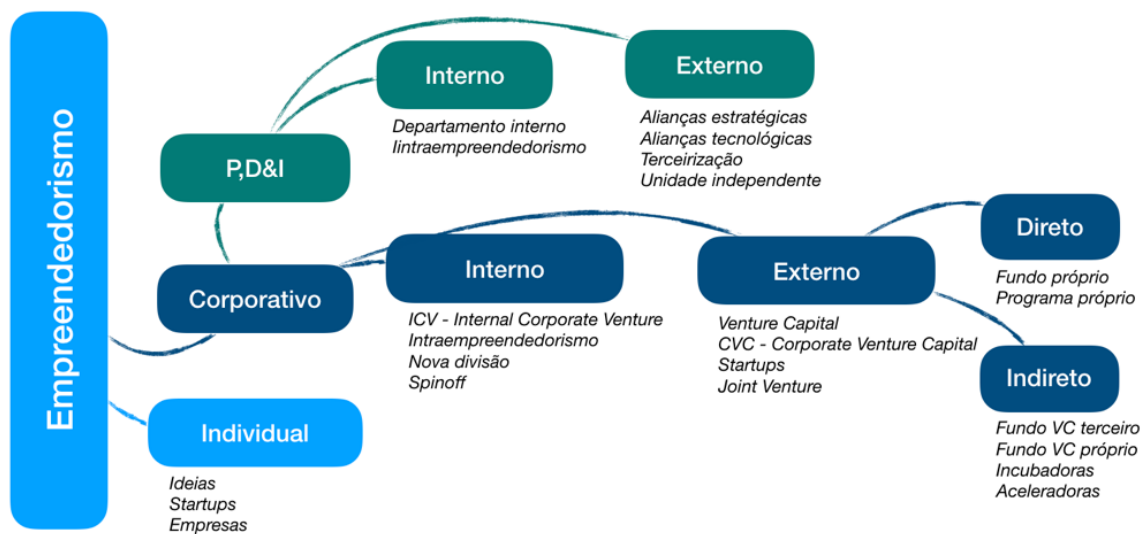 Empreendedorismo
P,D&I
Interno
Departamento interno
Iintraempreendedorismo
Externo
Alianças estratégicas
Alianças tecnológicas
Terceirização
Unidade independente
Corporativo
Interno
ICV - Internal Corporate Venture
Intraempreendedorismo
Nova divisão
Spinoff
Externo
Venture Capital
CVC - Corporate Venture Capital
Startups
Joint Venture
Direto
Fundo próprio
Programa próprio
Indireto
Fundo VC terceiro
Fundo VC próprio
Incubadoras
Aceleradoras
Individual
Ideias
Startups
Empresas